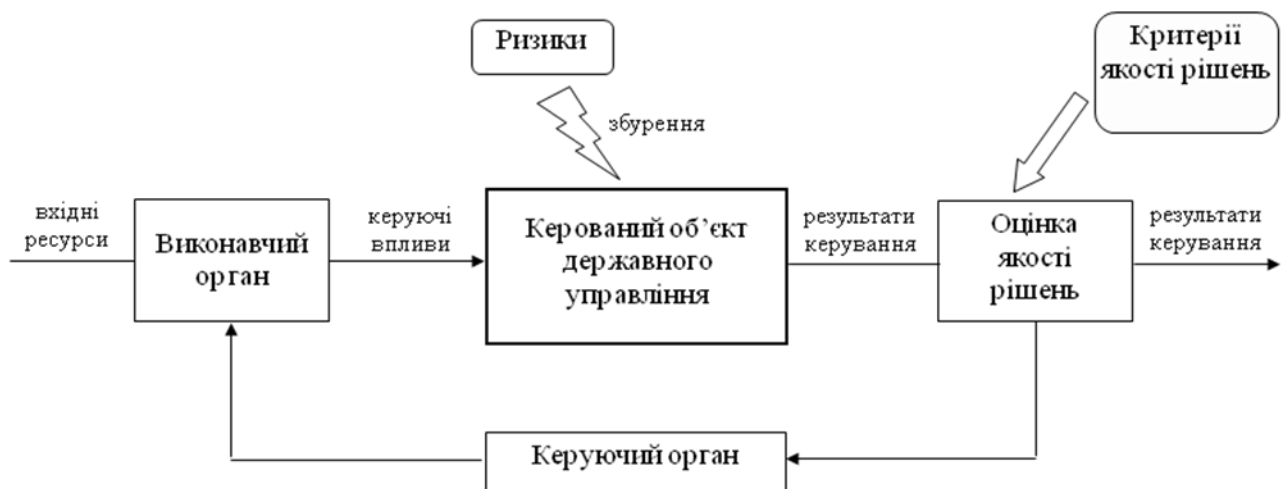 Ризики
Критерії
якості рішень
збурення
вхідні
ресурси
Виконавчий
орган
керуючі
впливи
Керований об’єкт
державного
управління
результати
керування
Оцінка
якості
рішень
результати
керування
Керуючий орган